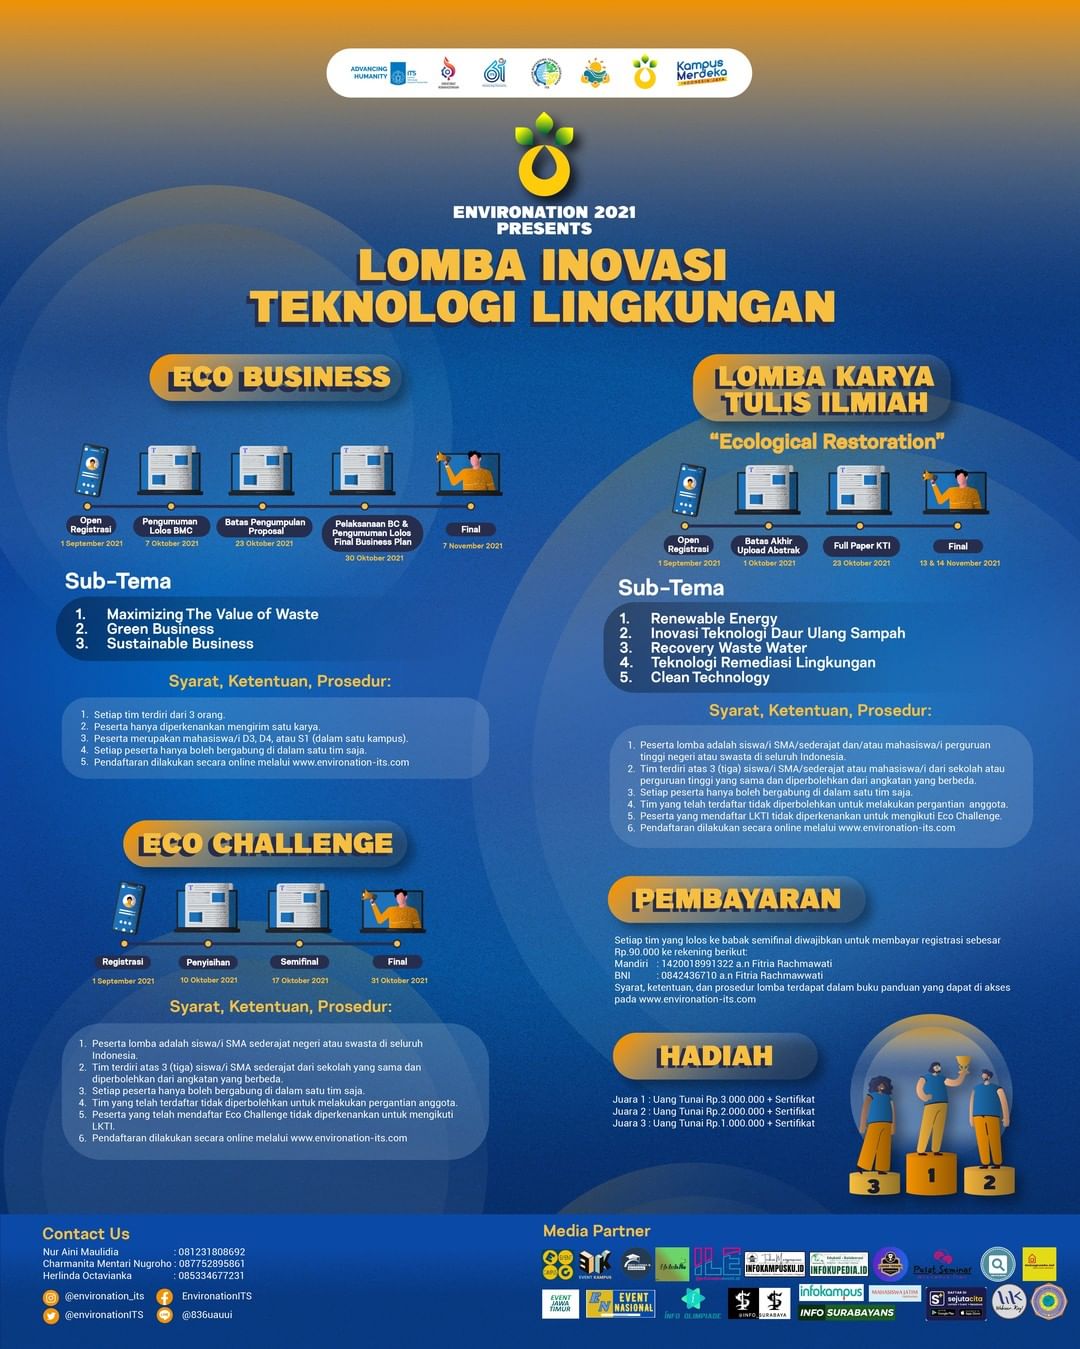 ADVANCING
HUMANITY
ITS
Kampus
Merdeka
INDONESIA JAYA
ENVIRONATION 2021
PRESENTS
LOMBA INOVASI
TEKNOLOGI LINGKUNGAN
ECO BUSINESS
Open
Registrasi
1 September 2021
Pengumuman
Lolos BMC
7 Oktober 2021
Batas Pengumpulan
Proposal
23 Oktober 2021
Pelaksanaan BC &
Pengumuman Lolos
Final Business Plan
30 Oktober 2021
Final
7 November 2021
Sub-Tema
1. Maximizing The Value of Waste
2. Green Business
3. Sustainable Business
Syarat, Ketentuan, Prosedur:
1. Setiap tim terdiri dari 3 orang.
2. Peserta hanya diperkenankan mengirim satu karya.
3. Peserta merupakan mahasiswa/i D3, D4, atau S1 (dalam satu kampus).
4. Setiap peserta hanya boleh bergabung di dalam satu tim saja.
5. Pendaftaran dilakukan secara online melalui www.environation-its.com
ECO CHALLENGE
Registrasi
1 September 2021
Penyisihan
10 Oktober 2021
Semifinal
17 Oktober 2021
Final
31 Oktober 2021
Syarat, Ketentuan, Prosedur:
1. Peserta lomba adalah siswa/i SMA sederajat negeri atau swasta di seluruh
Indonesia.
2. Tim terdiri atas 3 (tiga) siswa/i SMA sederajat dari sekolah yang sama dan
diperbolehkan dari angkatan yang berbeda.
3. Setiap peserta hanya boleh bergabung di dalam satu tim saja.
4. Tim yang telah terdaftar tidak diperbolehkan untuk melakukan pergantian anggota.
5. Peserta yang telah mendaftar Eco Challenge tidak diperkenankan untuk mengikuti
LKTI.
6. Pendaftaran dilakukan secara online melalui www.environation-its.com
LOMBA KARYA
TULIS ILMIAH
“Ecological Restoration”
Open
Registrasi
1 September 2021
Batas Akhir
Upload Abstrak
1 Oktober 2021
Full Paper KTI
23 Oktober 2021
Final
13 & 14 November 2021
Sub-Tema
1. Renewable Energy
2. Inovasi Teknologi Daur Ulang Sampah
3. Recovery Waste Water
4. Teknologi Remediasi Lingkungan
5. Clean Technology
Syarat, Ketentuan, Prosedur:
1. Peserta lomba adalah siswa/i SMA/sederajat dan/atau mahasiswa/i perguruan
tinggi negeri atau swasta di seluruh Indonesia.
2. Tim terdiri atas 3 (tiga) siswa/i SMA/sederajat atau mahasiswa/i dari sekolah atau
perguruan tinggi yang sama dan diperbolehkan dari angkatan yang berbeda.
3. Setiap peserta hanya boleh bergabung di dalam satu tim saja.
4. Tim yang telah terdaftar tidak diperbolehkan untuk melakukan pergantian anggota.
5. Peserta yang mendaftar LKTI tidak diperkenankan untuk mengikuti Eco Challenge.
6. Pendaftaran dilakukan secara online melalui www.environation-its.com
PEMBAYARAN
Setiap tim yang lolos ke babak semifinal diwajibkan untuk membayar registrasi sebesar
Rp.90.000 ke rekening berikut:
Mandiri : 1420018991322 a.n Fitria Rachmawati
BNI : 0842436710 a.n Fitria Rachmawwati
Syarat, ketentuan, dan prosedur lomba terdapat dalam buku panduan yang dapat di akses
pada www.environation-its.com
HADIAH
Juara 1 : Uang Tunai Rp.3.000.000 + Sertifikat
Juara 2 : Uang Tunai Rp.2.000.000 + Sertifikat
Juara 3 : Uang Tunai Rp.1.000.000 + Sertifikat
3 1 2
Contact Us
Nur Aini Maulidia : 081231808692
Charmanita Mentari Nugroho : 087752895861
Herlinda Octavianka : 085334677231
@environation_its
EnvironationITS
@environationITS
@836uauui
Media Partner
EVENT KAMPUS
ILE
INFOKAMPUSKU.ID
INFOKUPEDIA.ID
Pusat Seminar
EVENT
JAWA
TIMUR
EN EVENT
NASIONAL
INFO OLIMPIADE
@INFO_SURABAYA
infokampus
INFO SURABAYANS
MAHASISWA JATIM
sejutacita